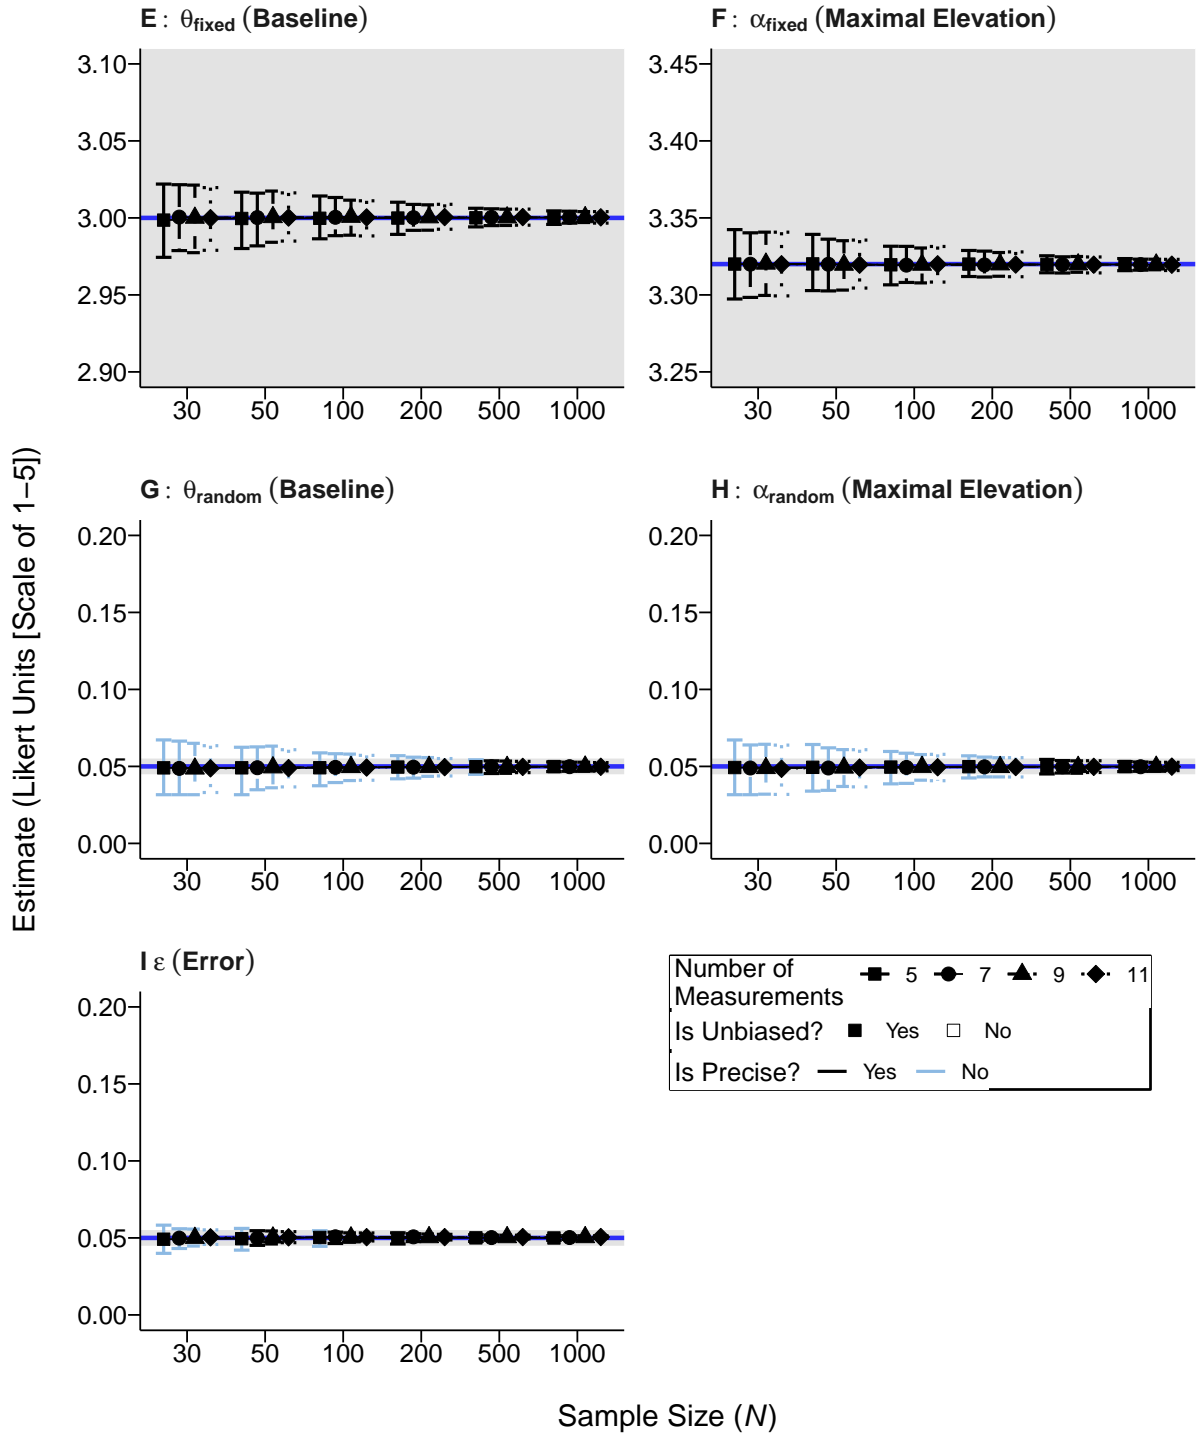 E : θfixed (Baseline)
3.10
3.05
3.00
2.95
2.90
30 50 100 200 500 1000
F : αfixed (Maximal Elevation)
3.45
3.40
3.35
3.30
3.25
30 50 100 200 500 1000
Estimate (Likert Units [Scale of 1−5])
G : θrandom (Baseline)
0.20
0.15
0.10
0.05
0.00
30 50 100 200 500 1000
H : αrandom (Maximal Elevation)
0.20
0.15
0.10
0.05
0.00
30 50 100 200 500 1000
I ε (Error)
0.20
0.15
0.10
0.05
0.00
30 50 100 200 500 1000
Number of
Measurements 5 7 9 11
Is Unbiased? Yes No
Is Precise? Yes No
Sample Size (N)